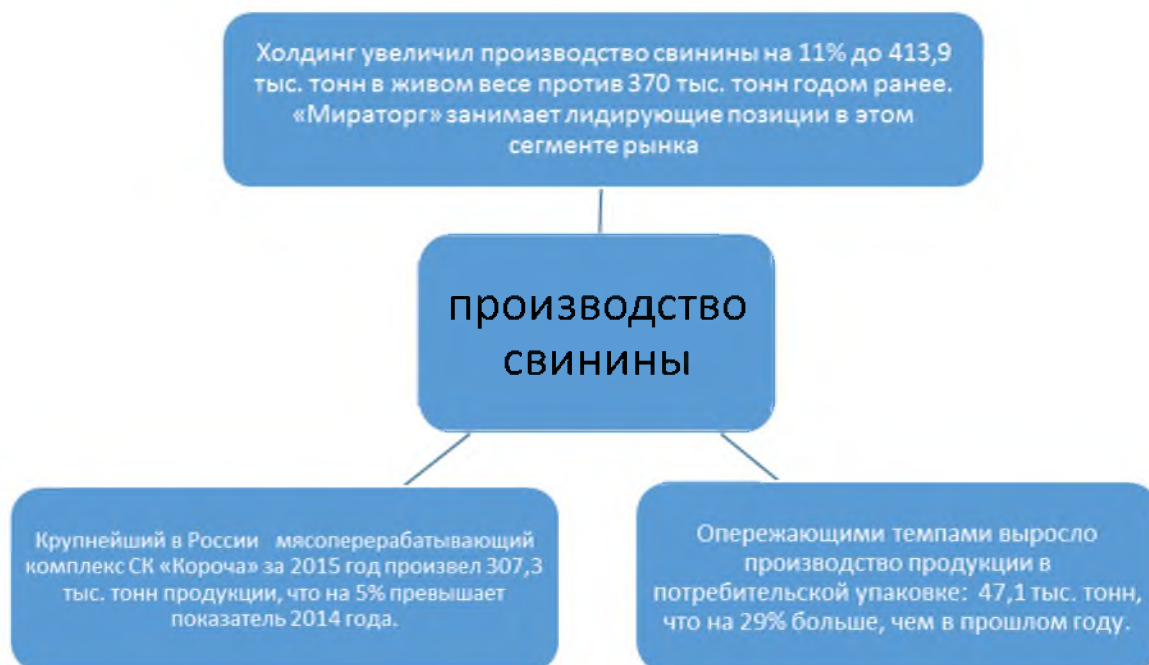 Холдинг увеличил производство свинины на 11% до 413,9
тыс. тонн в живом весе против 370 тыс. тонн годом ранее.
«Мираторг» занимает лидирующие позиции в этом
сегменте рынка
производство
свинины
Крупнейший в России мясоперерабатывающий
комплекс СК «Короча» за 2015 год произвел 307,3
тыс. тонн продукции, что на 5% превышает
показатель 2014 года.
Опережающими темпами выросло
производство продукции в
потребительской упаковке: 47,1 тыс. тонн,
что на 29% больше, чем в прошлом году.